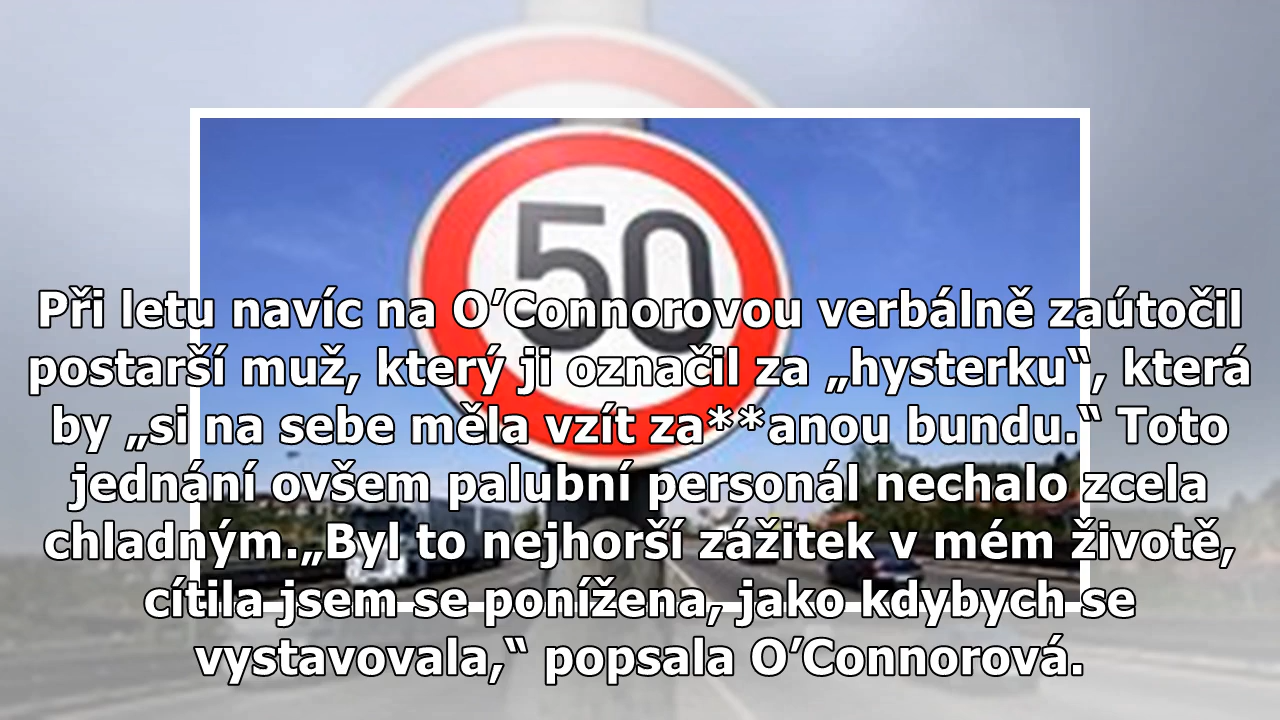 50
Při letu navíc na O’Connorovou verbálně zaútočil
postarší muž, který ji označil za „hysterku“, která
by „si na sebe měla vzít za**anou bundu.“ Toto
jednání ovšem palubní personál nechalo zcela
chladným.„Byl to nejhorší zážitek v mém životě,
cítila jsem se ponížena, jako kdybych se
vystavovala,“ popsala O’Connorová.